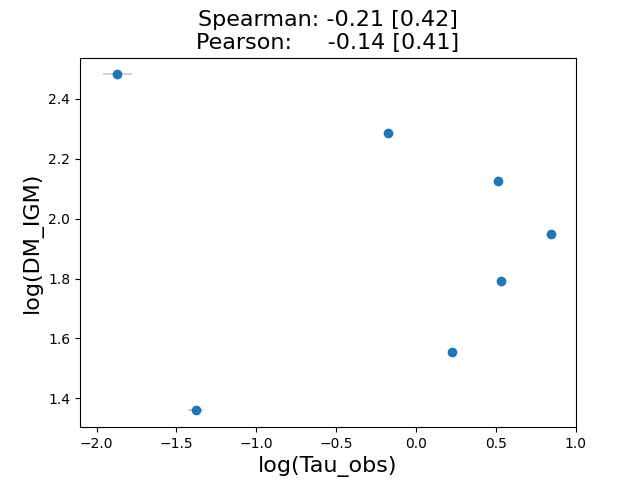 Spearman: -0.21 [0.42]
Pearson: -0.14 [0.41]
log(DM_IGM)
2.4
2.2
2.0
1.8
1.6
1.4
−2.0 −1.5 −1.0 −0.5 0.0 0.5 1.0
log(Tau_obs)